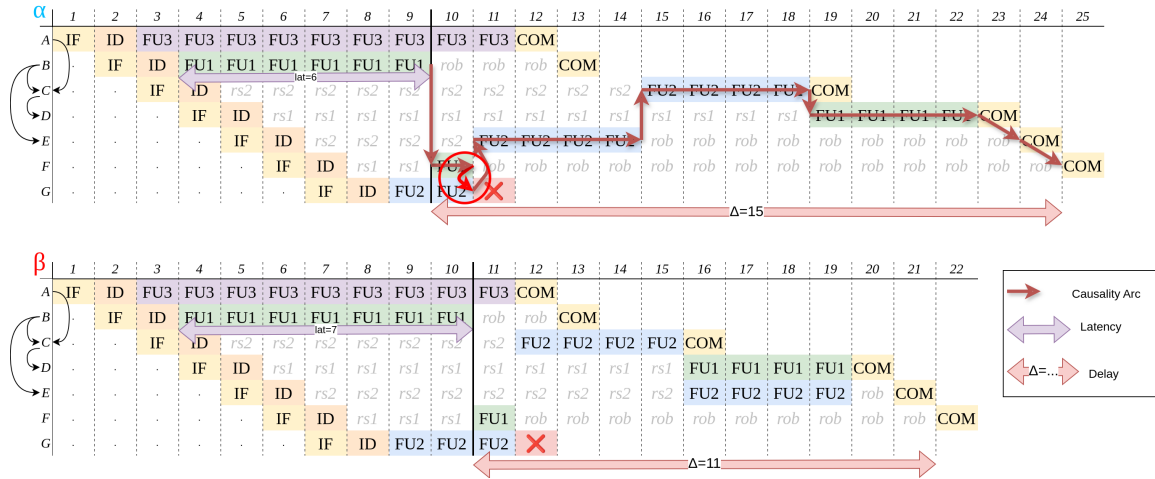 α 1 2 3 4 5 6 7 8 9 10 11 12 13 14 15 16 17 18 19 20 21 22 23 24 25
A IF ID FU3 FU3 FU3 FU3 FU3 FU3 FU3 FU3 FU3 COM
B . IF ID FU1 FU1 FU1 FU1 FU1 FU1 rob rob rob COM
lat=6
C . . IF ID rs2 rs2 rs2 rs2 rs2 rs2 rs2 rs2 rs2 rs2 FU2 FU2 FU2 FU2 COM
D . . . IF ID rs1 rs1 rs1 rs1 rs1 rs1 rs1 rs1 rs1 rs1 rs1 rs1 rs1 FU1 FU1 FU1 FU2 COM
E . . . . IF ID rs2 rs2 rs2 rs2 FU2 FU2 FU2 FU2 rob rob rob rob rob rob rob rob rob COM
F . . . . . IF ID rs1 rs1 FU1 rob rob rob rob rob rob rob rob rob rob rob rob rob rob COM
G . . . . . . IF ID FU2 FU2
Δ=15
β 1 2 3 4 5 6 7 8 9 10 11 12 13 14 15 16 17 18 19 20 21 22
A IF ID FU3 FU3 FU3 FU3 FU3 FU3 FU3 FU3 FU3 COM
B . IF ID FU1 FU1 FU1 FU1 FU1 FU1 FU1 rob rob COM
lat=7
C . . IF ID rs2 rs2 rs2 rs2 rs2 rs2 rs2 FU2 FU2 FU2 FU2 COM
D . . . IF ID rs1 rs1 rs1 rs1 rs1 rs1 rs1 rs1 rs1 rs1 FU1 FU1 FU1 FU1 COM
E . . . . IF ID rs2 rs2 rs2 rs2 rs2 rs2 rs2 rs2 rs2 FU2 FU2 FU2 FU2 rob COM
F . . . . . IF ID rs1 rs1 rs1 FU1 rob rob rob rob rob rob rob rob rob rob COM
G . . . . . . IF ID FU2 FU2 FU2
Δ=11
Causality Arc
Latency
Δ=... Delay